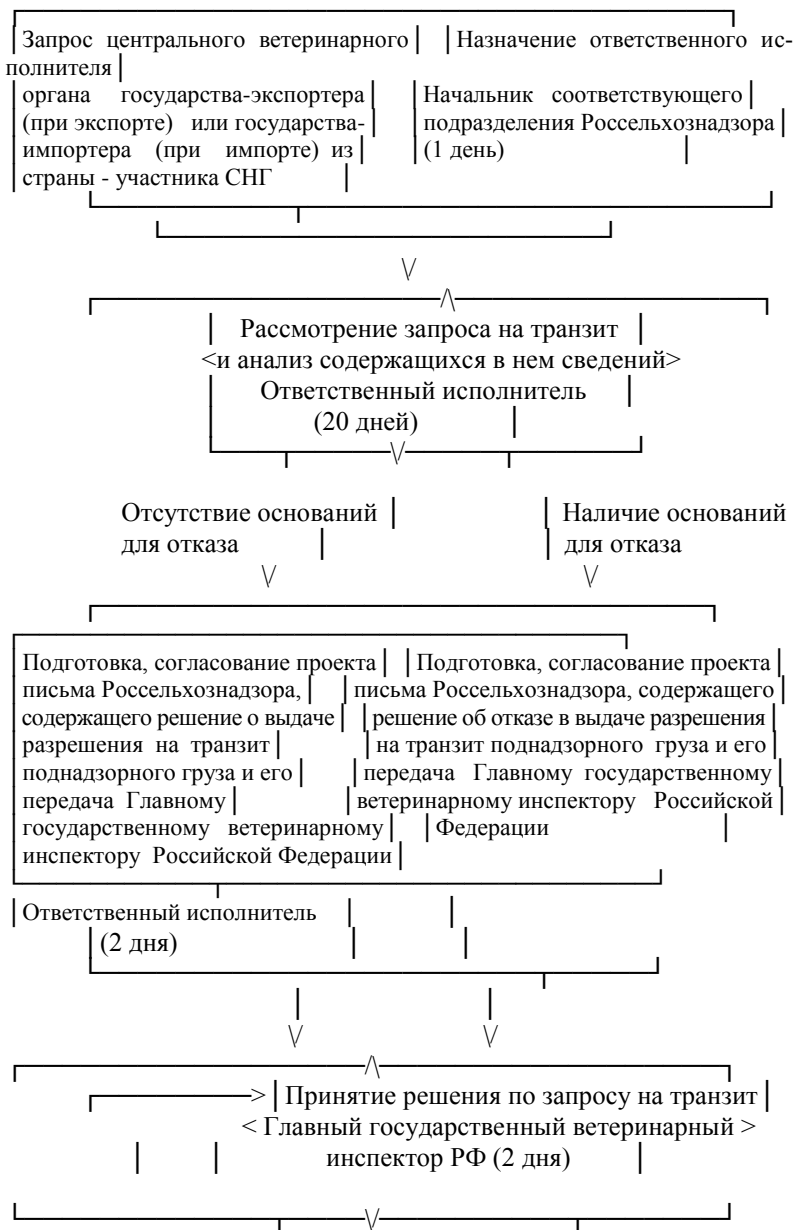 Запрос центрального ветеринарного| |Назначение ответственного ис-
полнителя|
|органа государства-экспортера| |Начальник соответствующего|
|(при экспорте) или государства-| |подразделения Россельхознадзора|
|импортера (при импорте) из| |(1 день) |
|страны - участника СНГ |
\/
/\
| Рассмотрение запроса на транзит |
<и анализ содержащихся в нем сведений>
| Ответственный исполнитель |
| (20 дней) |
\/
Отсутствие оснований | | Наличие оснований
для отказа | | для отказа
\/ \/
|Подготовка, согласование проекта| |Подготовка, согласование проекта|
|письма Россельхознадзора, | |письма Россельхознадзора, содержащего|
|содержащего решение о выдаче| |решение об отказе в выдаче разрешения|
|разрешения на транзит| |на транзит поднадзорного груза и его|
|поднадзорного груза и его| |передача Главному государственному|
|передача Главному| |ветеринарному инспектору Российской|
|государственному ветеринарному| |Федерации |
|инспектору Российской Федерации|
|Ответственный исполнитель | |
|(2 дня) | |
| |
\/ \/
/\
>|Принятие решения по запросу на транзит|
< Главный государственный ветеринарный >
| | инспектор РФ (2 дня) |
\/